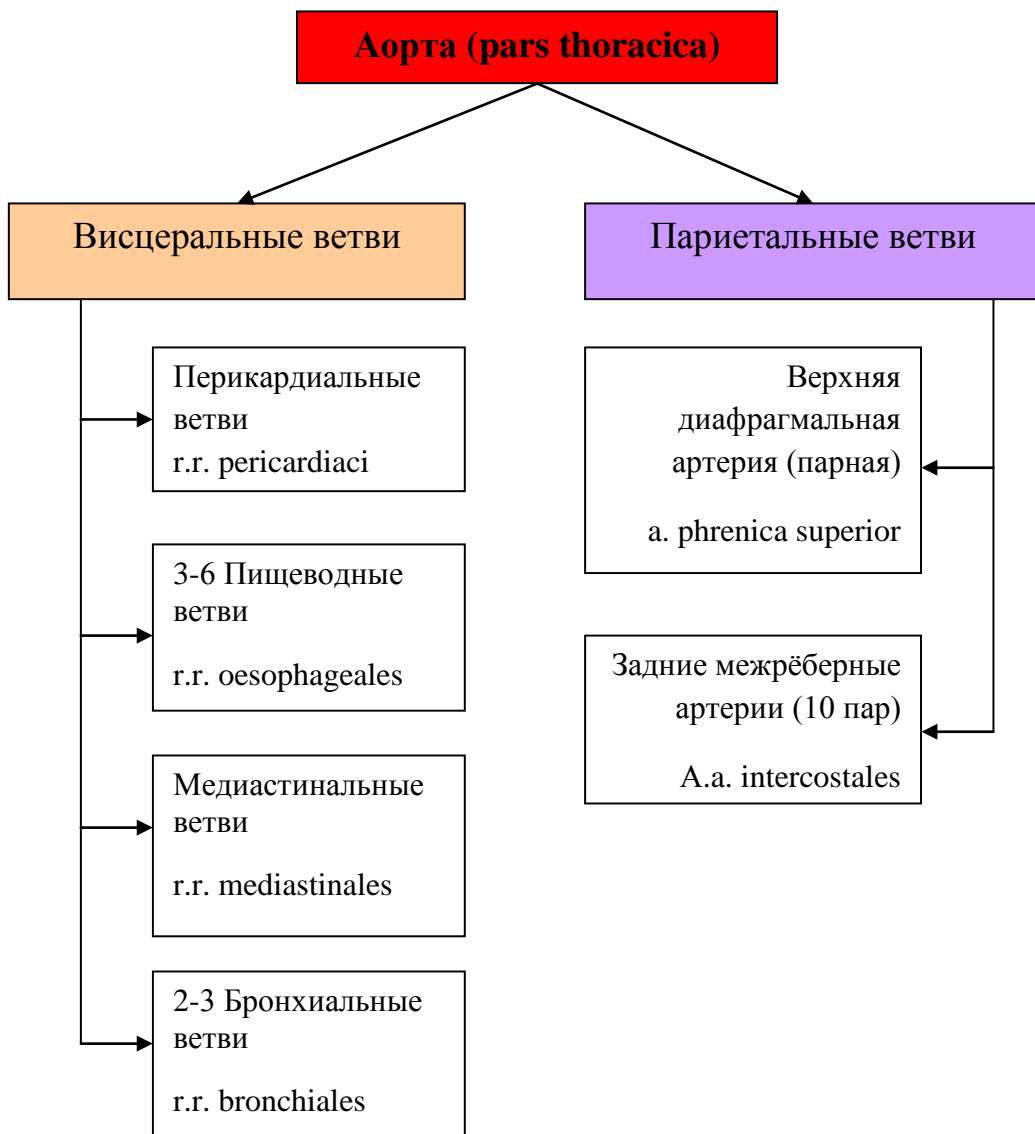 Аорта (pars thoracica)
Висцеральные ветви
Перикардиальные
ветви
r.r. pericardiaci
3-6 Пищеводные
ветви
r.r. oesophageales
Медиастинальные
ветви
r.r. mediastinales
2-3 Бронхиальные
ветви
r.r. bronchiales
Париетальные ветви
Верхняя
диафрагмальная
артерия (парная)
a. phrenica superior
Задние межрёберные
артерии (10 пар)
A.a. intercostales